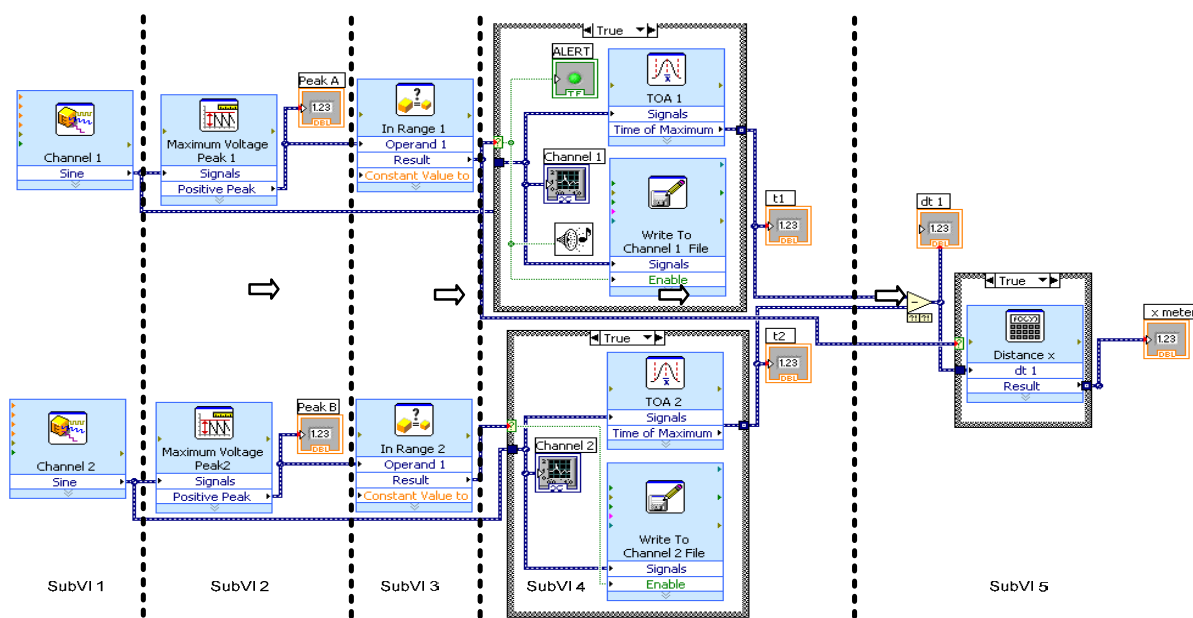 Channel 1
Sine
Maximum Voltage
Peak 1
Signals
Positive Peak
Peak A
1.23
DBL
?
In Range 1
Operand 1
Result
Constant Value to
True
ALERT
TF
TOA 1
Signals
Time of Maximum
Channel 1
Write To
Channel 1 File
Signals
Enable
t1
1.23
DBL
dt 1
1.23
DBL
True
F(X,Y)
Distance x
dt 1
Result
x meter
1.23
DBL
Channel 2
Sine
Maximum Voltage
Peak2
Signals
Positive Peak
Peak B
1.23
DBL
?
In Range 2
Operand 1
Result
Constant Value to
True
TOA 2
Signals
Time of Maximum
Channel 2
Write To
Channel 2 File
Signals
Enable
t2
1.23
DBL
SubVI 1
SubVI 2
SubVI 3
SubVI 4
SubVI 5